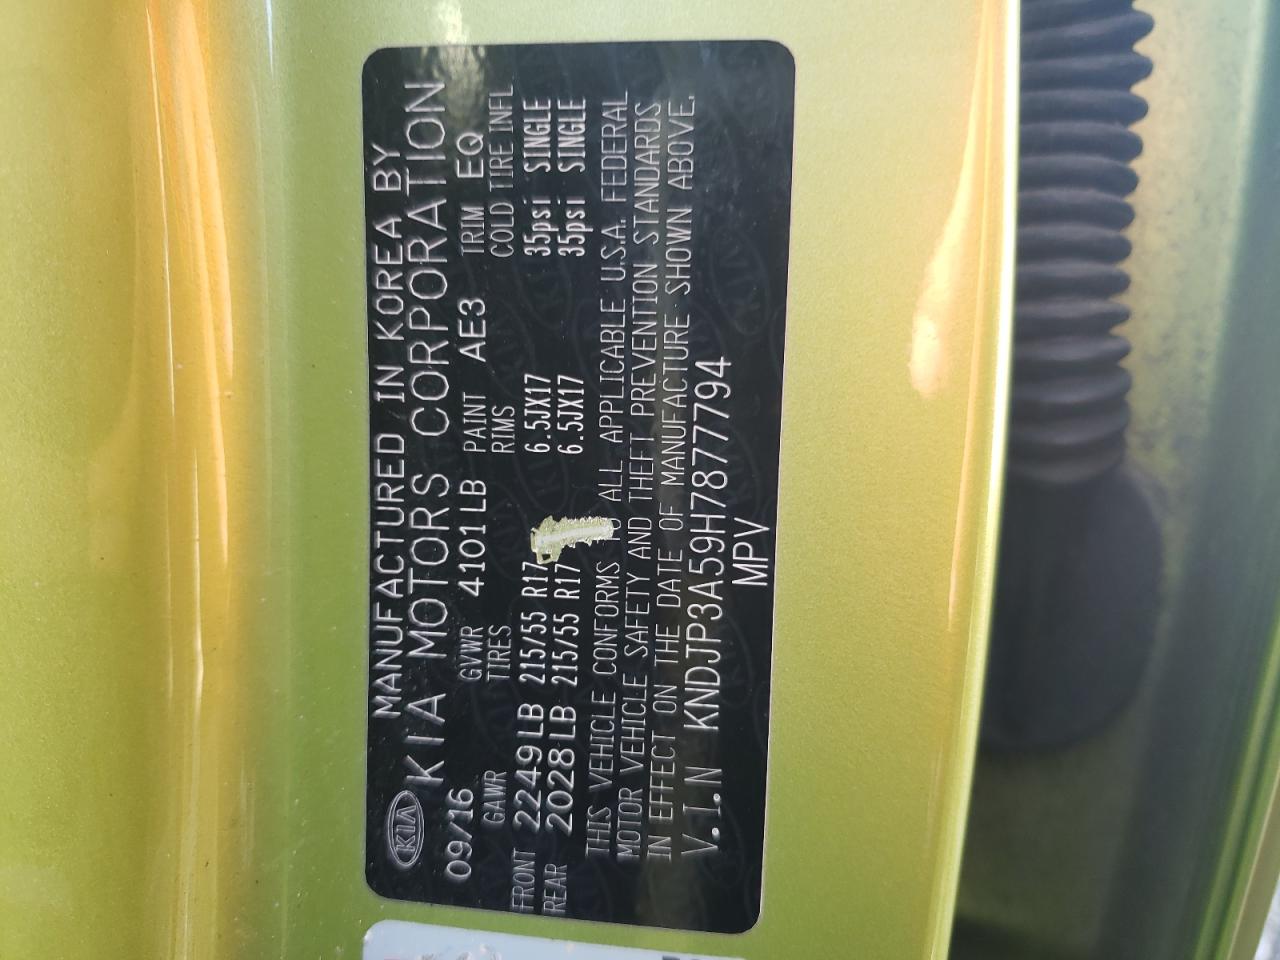 MANUFACTURED IN KOREA BY
KIA KIA MOTORS CORPORATION
09/16 GVWR 4101LB PAINT AE3 TRIM EQ
GAWR TIRES RIMS COLD TIRE INFL
FRONT 2249LB 215/55 R17 6.5JX17 35psi SINGLE
REAR 2028LB 215/55 R17 6.5JX17 35psi SINGLE
THIS VEHICLE CONFORMS TO ALL APPLICABLE U.S.A. FEDERAL
MOTOR VEHICLE SAFETY AND THEFT PREVENTION STANDARDS
IN EFFECT ON THE DATE OF MANUFACTURE SHOWN ABOVE.
V.I.N KNDJP3A59H7877794
MPV